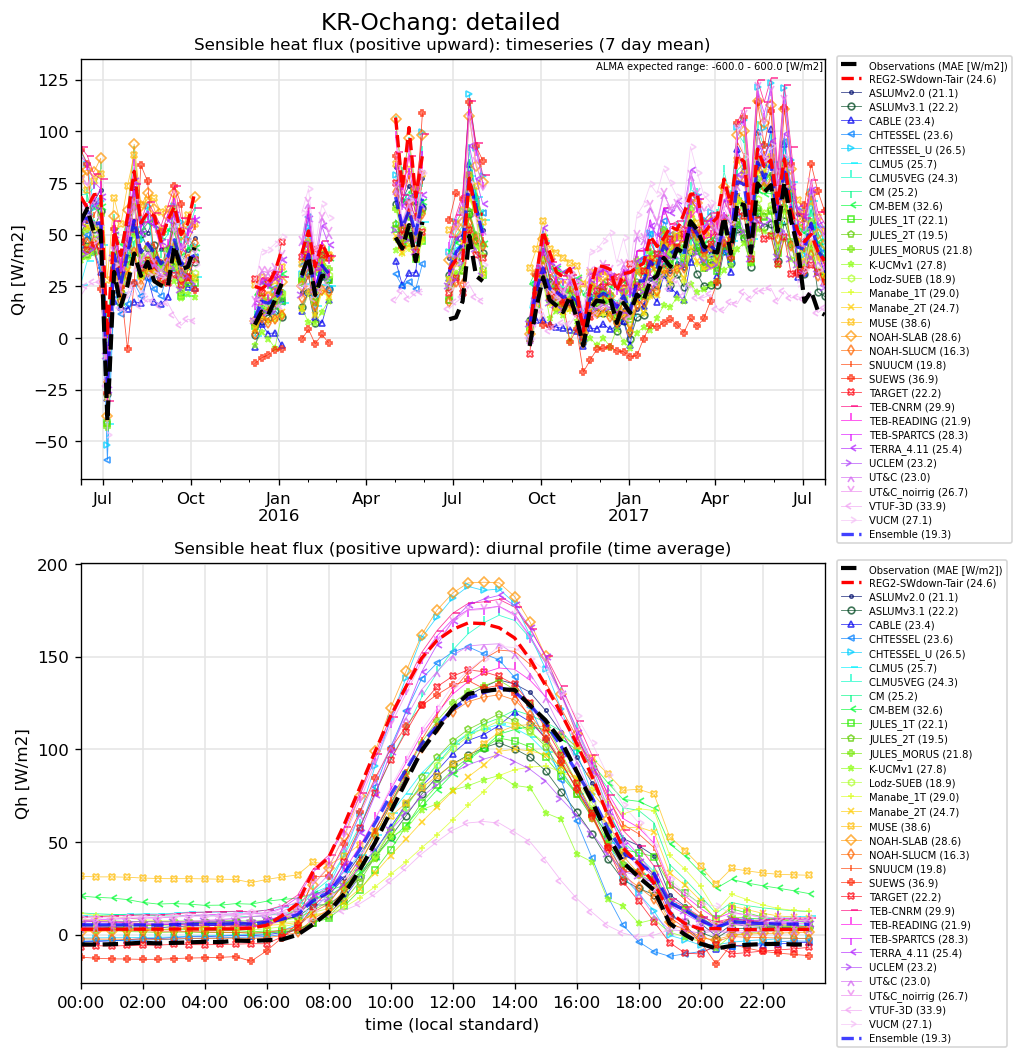 KR-Ochang: detailed
Sensible heat flux (positive upward): timeseries (7 day mean)
ALMA expected range: -600.0 - 600.0 [W/m2]
Qh [W/m2]
125
100
75
50
25
0
−25
−50
Jul
Oct
Jan
2016
Apr
Jul
Oct
Jan
2017
Apr
Jul
Observations (MAE [W/m2])
REG2-SWdown-Tair (24.6)
ASLUMv2.0 (21.1)
ASLUMv3.1 (22.2)
CABLE (23.4)
CHTESSEL (23.6)
CHTESSEL_U (26.5)
CLMU5 (25.7)
CLMU5VEG (24.3)
CM (25.2)
CM-BEM (32.6)
JULES_1T (22.1)
JULES_2T (19.5)
JULES_MORUS (21.8)
K-UCMv1 (27.8)
Lodz-SUEB (18.9)
Manabe_1T (29.0)
Manabe_2T (24.7)
MUSE (38.6)
NOAH-SLAB (28.6)
NOAH-SLUCM (16.3)
SNUUCM (19.8)
SUEWS (36.9)
TARGET (22.2)
TEB-CNRM (29.9)
TEB-READING (21.9)
TEB-SPARTCS (28.3)
TERRA_4.11 (25.4)
UCLEM (23.2)
UT&C (23.0)
UT&C_noirrig (26.7)
VTUF-3D (33.9)
VUCM (27.1)
Ensemble (19.3)
Sensible heat flux (positive upward): diurnal profile (time average)
Qh [W/m2]
200
150
100
50
0
00:00
02:00
04:00
06:00
08:00
10:00
12:00
14:00
16:00
18:00
20:00
22:00
time (local standard)
Observation (MAE [W/m2])
REG2-SWdown-Tair (24.6)
ASLUMv2.0 (21.1)
ASLUMv3.1 (22.2)
CABLE (23.4)
CHTESSEL (23.6)
CHTESSEL_U (26.5)
CLMU5 (25.7)
CLMU5VEG (24.3)
CM (25.2)
CM-BEM (32.6)
JULES_1T (22.1)
JULES_2T (19.5)
JULES_MORUS (21.8)
K-UCMv1 (27.8)
Lodz-SUEB (18.9)
Manabe_1T (29.0)
Manabe_2T (24.7)
MUSE (38.6)
NOAH-SLAB (28.6)
NOAH-SLUCM (16.3)
SNUUCM (19.8)
SUEWS (36.9)
TARGET (22.2)
TEB-CNRM (29.9)
TEB-READING (21.9)
TEB-SPARTCS (28.3)
TERRA_4.11 (25.4)
UCLEM (23.2)
UT&C (23.0)
UT&C_noirrig (26.7)
VTUF-3D (33.9)
VUCM (27.1)
Ensemble (19.3)